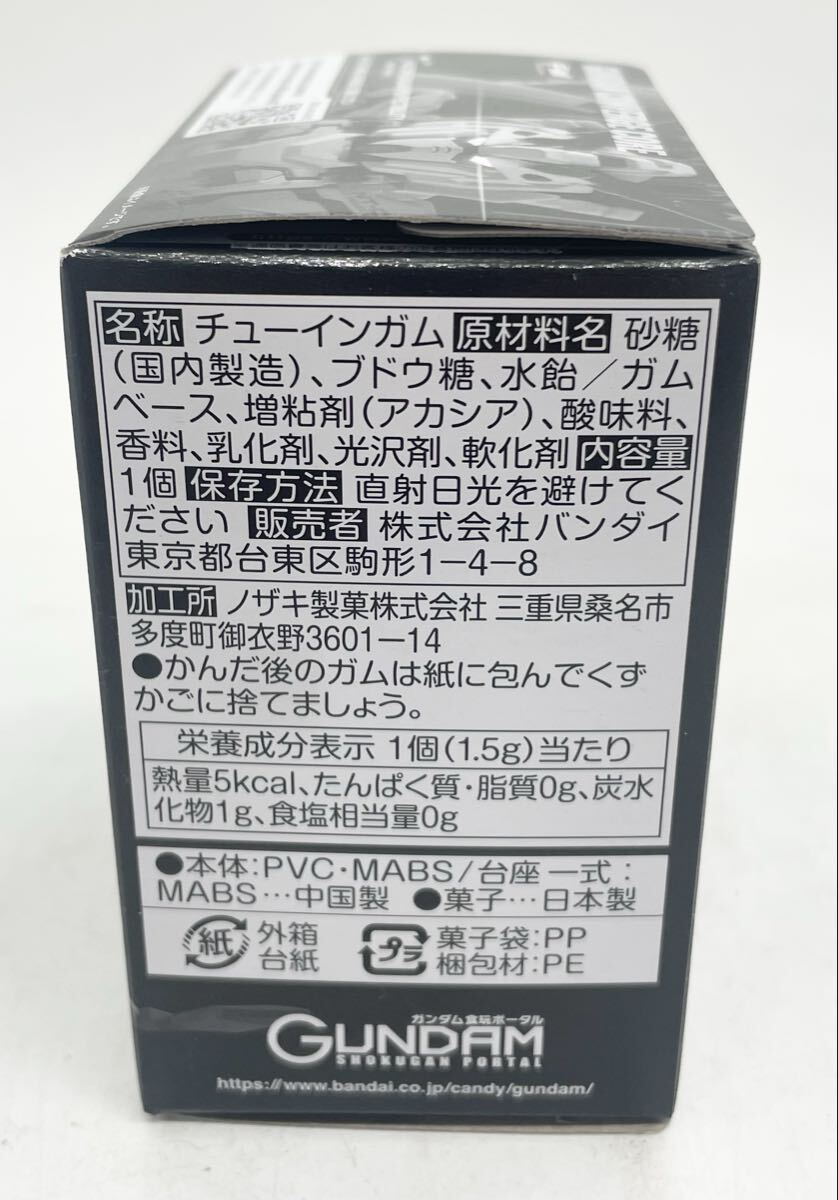 名称 チューインガム 原材料名 砂糖
(国内製造)、ブドウ糖、水飴／ガム
ベース、増粘剤(アカシア)、酸味料、
香料、乳化剤、光沢剤、軟化剤 内容量
1個 保存方法 直射日光を避けてく
ださい 販売者 株式会社バンダイ
東京都台東区駒形1−4−8
加工所 ノザキ製菓株式会社 三重県桑名市
多度町御衣野3601−14
●かんだ後のガムは紙に包んでくず
かごに捨てましょう。
栄養成分表示 1個(1.5g)当たり
熱量5kcal、たんぱく質・脂質0g、炭水
化物1g、食塩相当量0g
●本体:PVC・MABS/台座一式:
MABS…中国製 ●菓子…日本製
紙 外箱
台紙
プラ 菓子袋:PP
梱包材:PE
ガンダム食玩ポータル
GUNDAM
SHOKUGAN PORTAL
https://www.bandai.co.jp/candy/gundam/